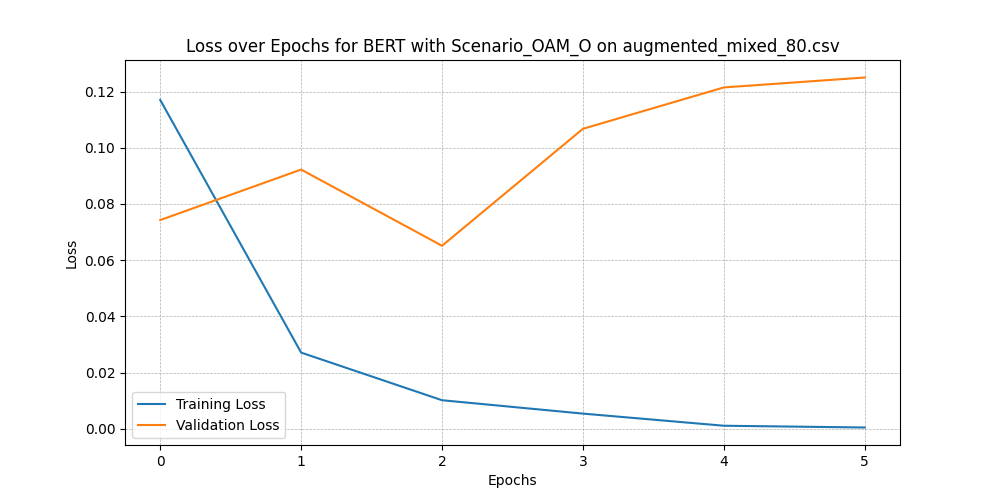 Loss over Epochs for BERT with Scenario_OAM_O on augmented_mixed_80.csv
0.12
0.10
0.08
0.06
0.04
0.02
0.00
Loss
Training Loss
Validation Loss
0 1 2 3 4 5
Epochs